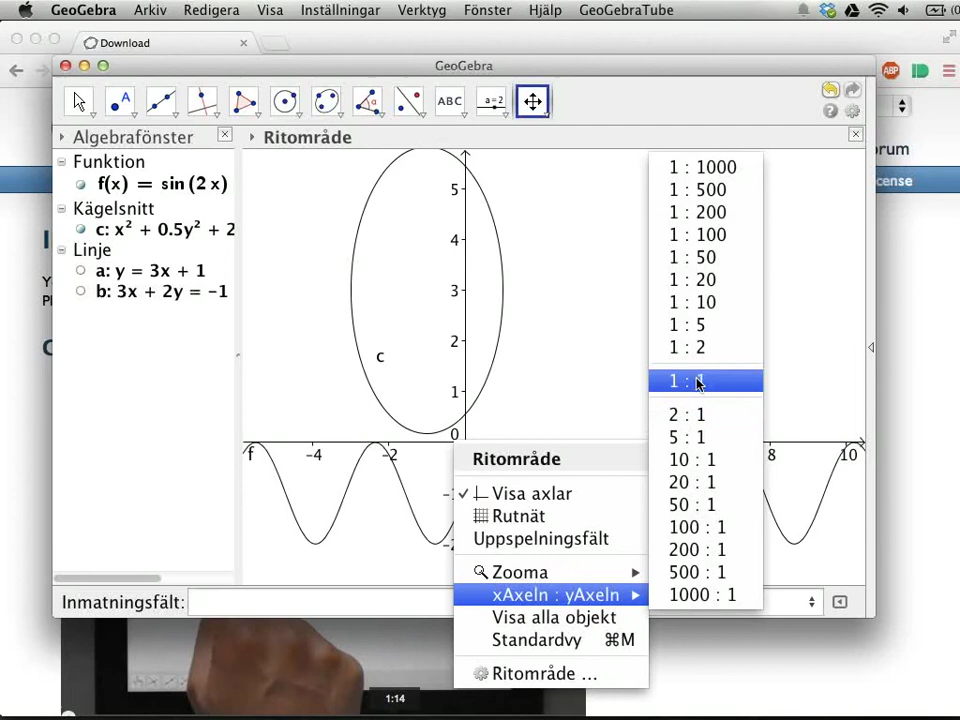 GeoGebra Arkiv Redigera Visa Inställningar Verktyg Fönster Hjälp GeoGebraTube
Download
GeoGebra
ABP
ABC
a=2
Algebrafönster
Ritområde
Funktion
f(x) = sin(2 x)
Kägelsnitt
c: x² + 0.5y² + 2
Linje
a: y = 3x + 1
b: 3x + 2y = -1
5
4
3
2
1
0
c
f
-4
-2
8
10
1 : 1000
1 : 500
1 : 200
1 : 100
1 : 50
1 : 20
1 : 10
1 : 5
1 : 2
1 : 1
2 : 1
5 : 1
10 : 1
20 : 1
50 : 1
100 : 1
200 : 1
500 : 1
1000 : 1
Ritområde
Visa axlar
Rutnät
Uppspelningsfält
Zooma
xAxeln : yAxeln
Visa alla objekt
Standardvy ⌘M
Ritområde ...
Inmatningsfält:
orum
cense
1:14